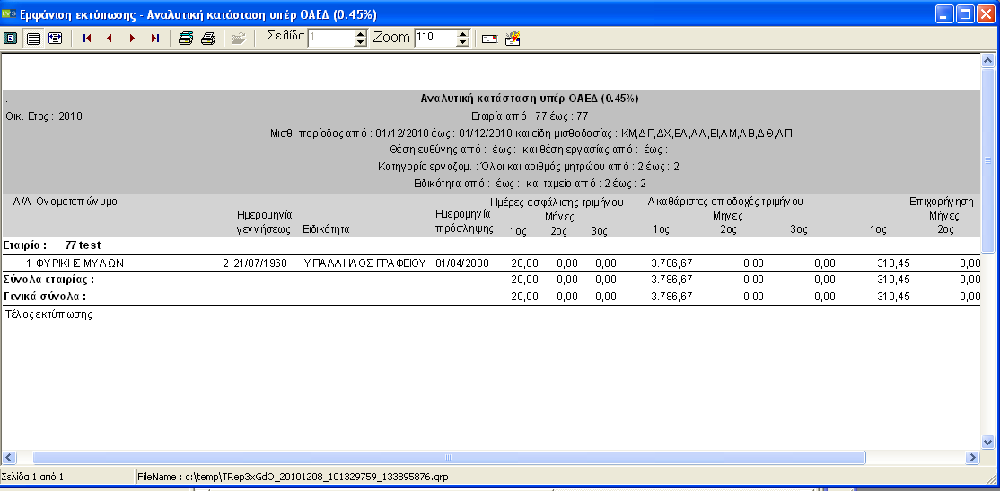 LVS Εμφάνιση εκτύπωσης - Αναλυτική κατάσταση υπέρ ΟΑΕΔ (0.45%)
Σελίδα 1 Zoom 110
. Αναλυτική κατάσταση υπέρ ΟΑΕΔ (0.45%)
Οικ. Ετος : 2010 Εταιρία από : 77 έως : 77
Μισθ. περίοδος από : 01/12/2010 έως : 01/12/2010 και είδη μισθοδοσίας : ΚΜ,ΔΠ,ΔΧ,ΕΑ,ΑΑ,ΕΙ,ΑΜ,ΑΒ,ΔΘ,ΑΠ
Θέση ευθύνης από : έως : και θέση εργασίας από : έως :
Κατηγορία εργαζομ. : Όλοι και αριθμός μητρώου από : 2 έως : 2
Ειδικότητα από : έως : και ταμείο από : 2 έως : 2
Α/Α Ονοματεπώνυμο Ημέρες ασφάλισης τριμήνου Ακαθάριστες αποδοχές τριμήνου Επιχορήγηση
Ημερομηνία Ημερομηνία Μήνες Μήνες Μήνες
γεννήσεως Ειδικότητα πρόσληψης 1ος 2ος 3ος 1ος 2ος 3ος 1ος 2ος
Εταιρία : 77 test
1 ΦΥΡΙΚΗΣ ΜΥΛΩΝ 2 21/07/1968 ΥΠΑΛΛΗΛΟΣ ΓΡΑΦΕΙΟΥ 01/04/2008 20,00 0,00 0,00 3.786,67 0,00 0,00 310,45 0,00
Σύνολα εταιρίας : 20,00 0,00 0,00 3.786,67 0,00 0,00 310,45 0,00
Γενικά σύνολα : 20,00 0,00 0,00 3.786,67 0,00 0,00 310,45 0,00
Τέλος εκτύπωσης
Σελίδα 1 από 1 FileName : c:\temp\TRep3xGdO_20101208_101329759_133895876.qrp